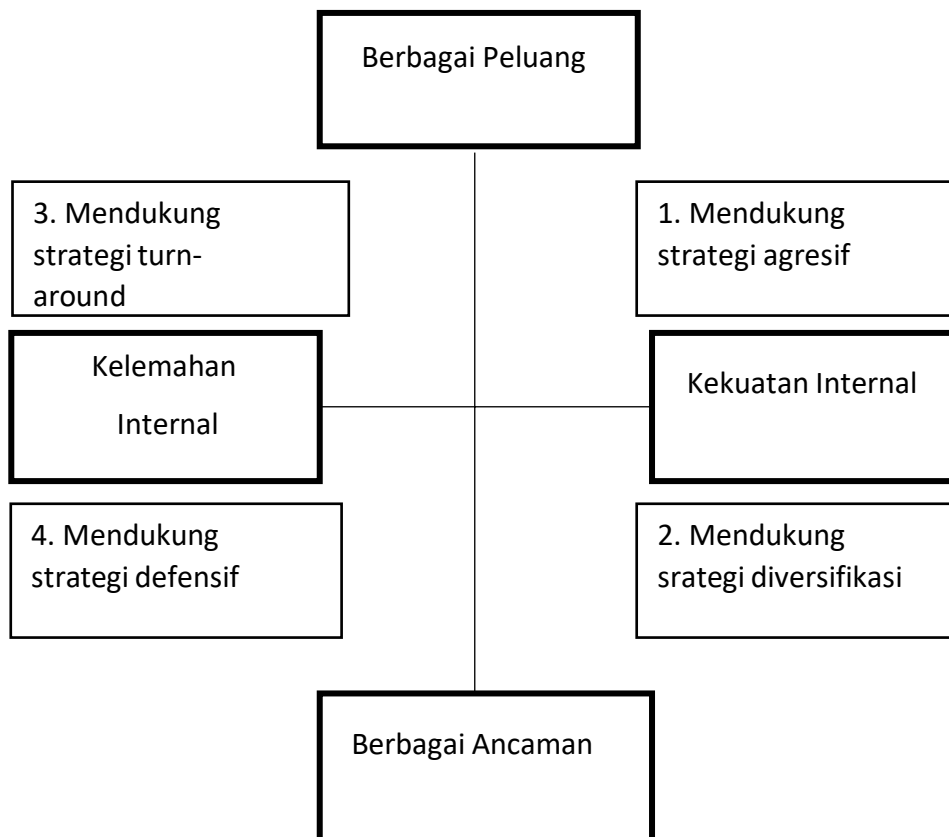 Berbagai Peluang
3. Mendukung
strategi turn-
around
1. Mendukung
strategi agresif
Kelemahan
Internal
Kekuatan Internal
4. Mendukung
strategi defensif
2. Mendukung
srategi diversifikasi
Berbagai Ancaman